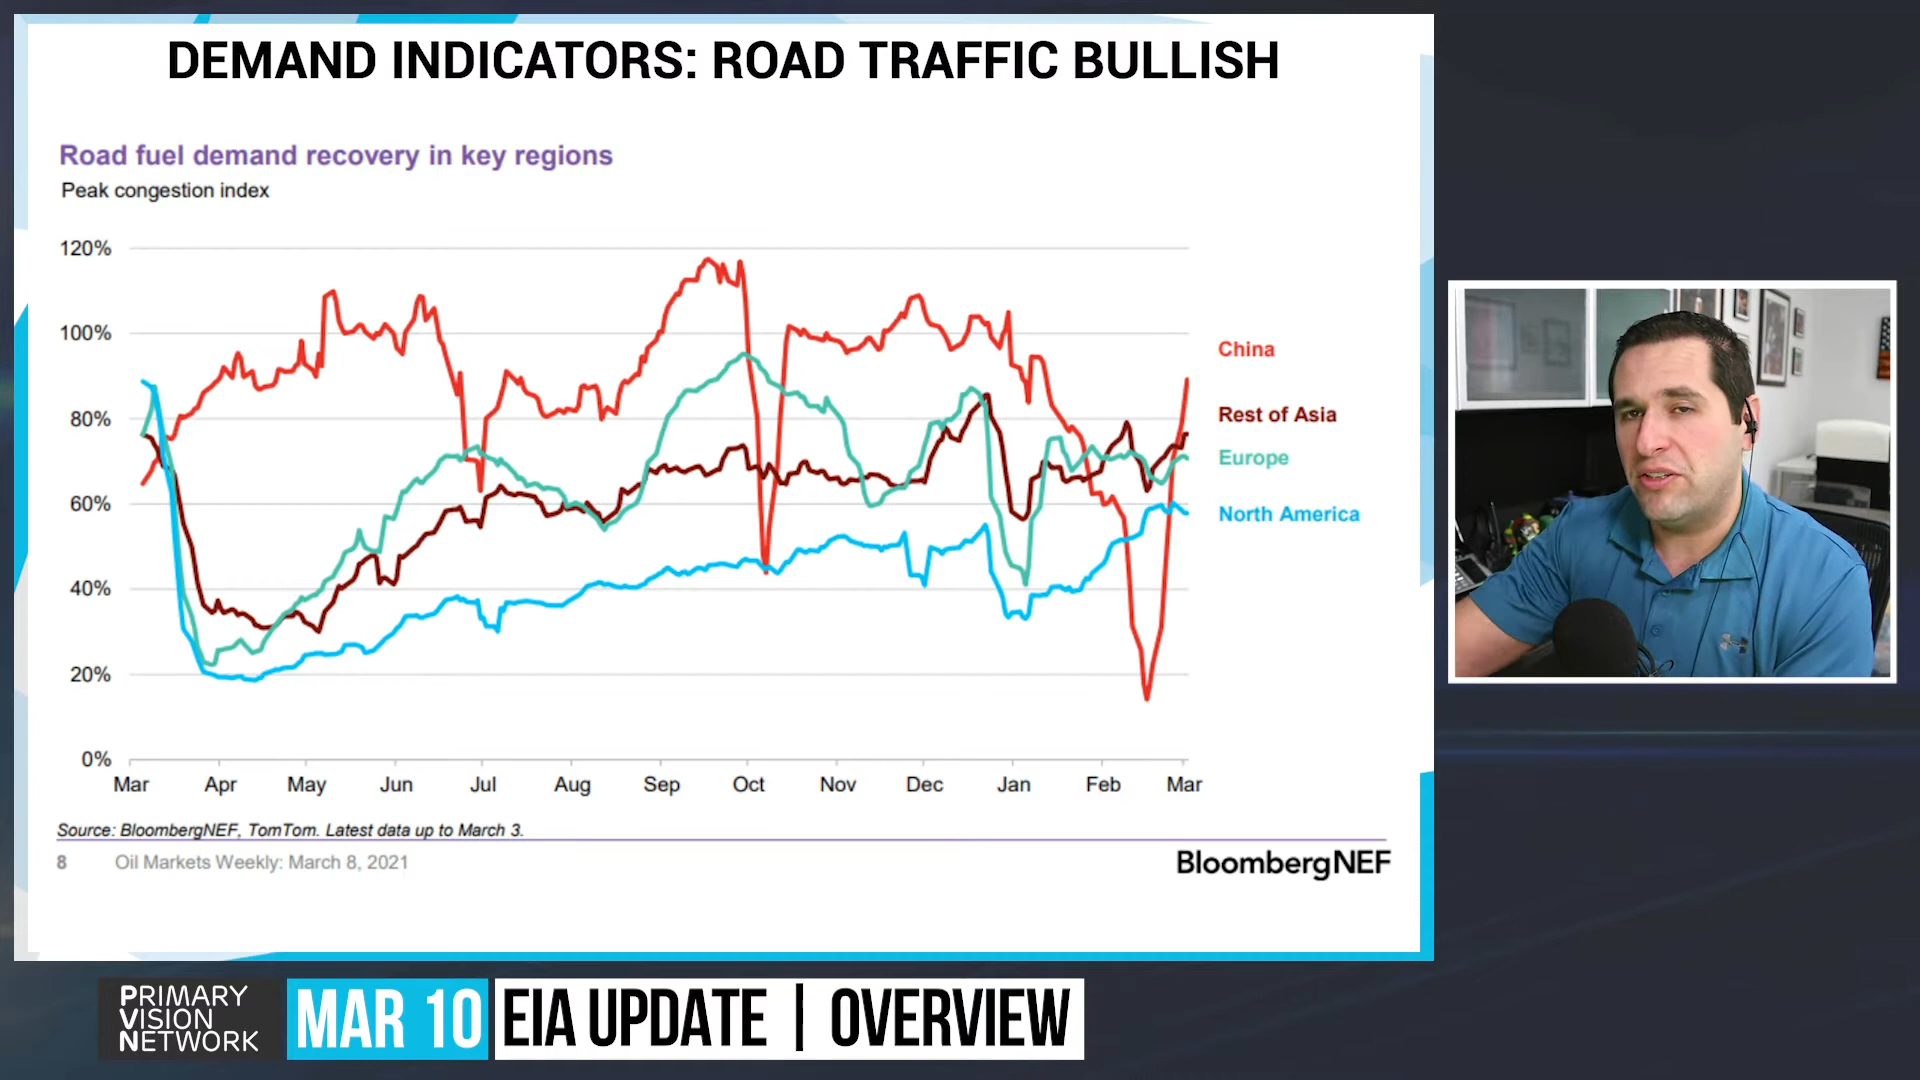 DEMAND INDICATORS: ROAD TRAFFIC BULLISH
Road fuel demand recovery in key regions
Peak congestion index
120%
100%
80%
60%
40%
20%
0%
Mar Apr May Jun Jul Aug Sep Oct Nov Dec Jan Feb Mar
China
Rest of Asia
Europe
North America
Source: BloombergNEF, TomTom. Latest data up to March 3.
8 Oil Markets Weekly: March 8, 2021
BloombergNEF
PRIMARY
VISION
NETWORK
MAR 10 EIA UPDATE | OVERVIEW